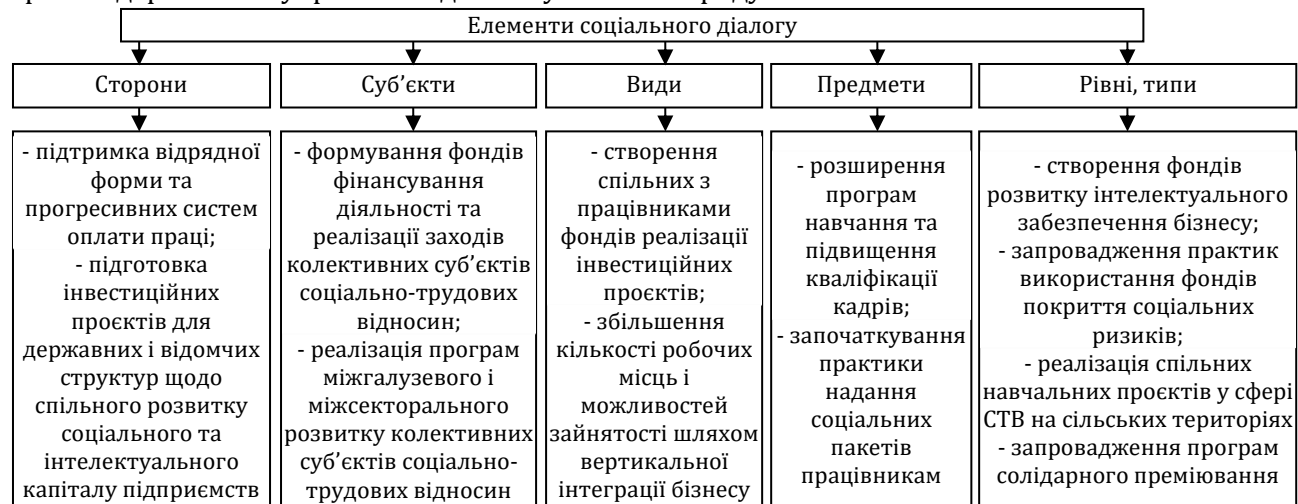 Елементи соціального діалогу
Сторони
Суб’єкти
Види
Предмети
Рівні, типи
- підтримка відрядної
форми та
прогресивних систем
оплати праці;
- підготовка
інвестиційних
проєктів для
державних і відомчих
структур щодо
спільного розвитку
соціального та
інтелектуального
капіталу підприємств
- формування фондів
фінансування
діяльності та
реалізації заходів
колективних суб’єктів
соціально-трудових
відносин;
- реалізація програм
міжгалузевого і
міжсекторального
розвитку колективних
суб’єктів соціально-
трудових відносин
- створення
спільних з
працівниками
фондів реалізації
інвестиційних
проєктів;
- збільшення
кількості робочих
місць і
можливостей
зайнятості шляхом
вертикальної
інтеграції бізнесу
- розширення
програм
навчання та
підвищення
кваліфікації
кадрів;
- започаткування
практики
надання
соціальних
пакетів
працівникам
- створення фондів
розвитку інтелектуального
забезпечення бізнесу;
- запровадження практик
використання фондів
покриття соціальних
ризиків;
- реалізація спільних
навчальних проєктів у сфері
СТВ на сільських територіях
- запровадження програм
солідарного преміювання